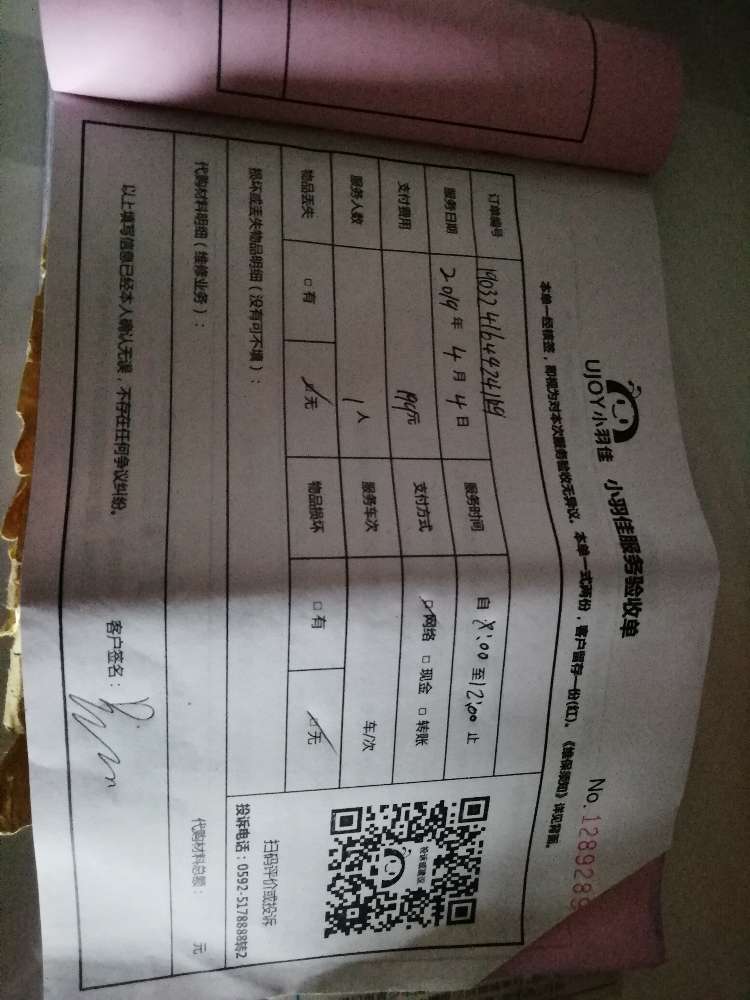 UJOY小羽佳 小羽佳服务验收单 No.1289289
本单一经核签，即视为对本次服务验收无异议。本单一式两份，客户留存一份(红)。《维保须知》详见背面。
订单编号
服务日期 2019年4月4日 服务时间 自8:00至12:00止
支付费用 199元 支付方式 ☑网络 □现金 □转账
服务人数 1人 服务车次 车/次
物品丢失 □有 ☑无 物品损坏 □有 ☑无
投诉或建议
扫码评价或投诉
投诉电话：0592-5178888转2
损坏或丢失物品明细（没有可不填）：
代购材料明细（维修业务）： 代购材料总额： 元
以上填写信息已经本人确认无误，不存在任何争议纠纷。 客户签名：